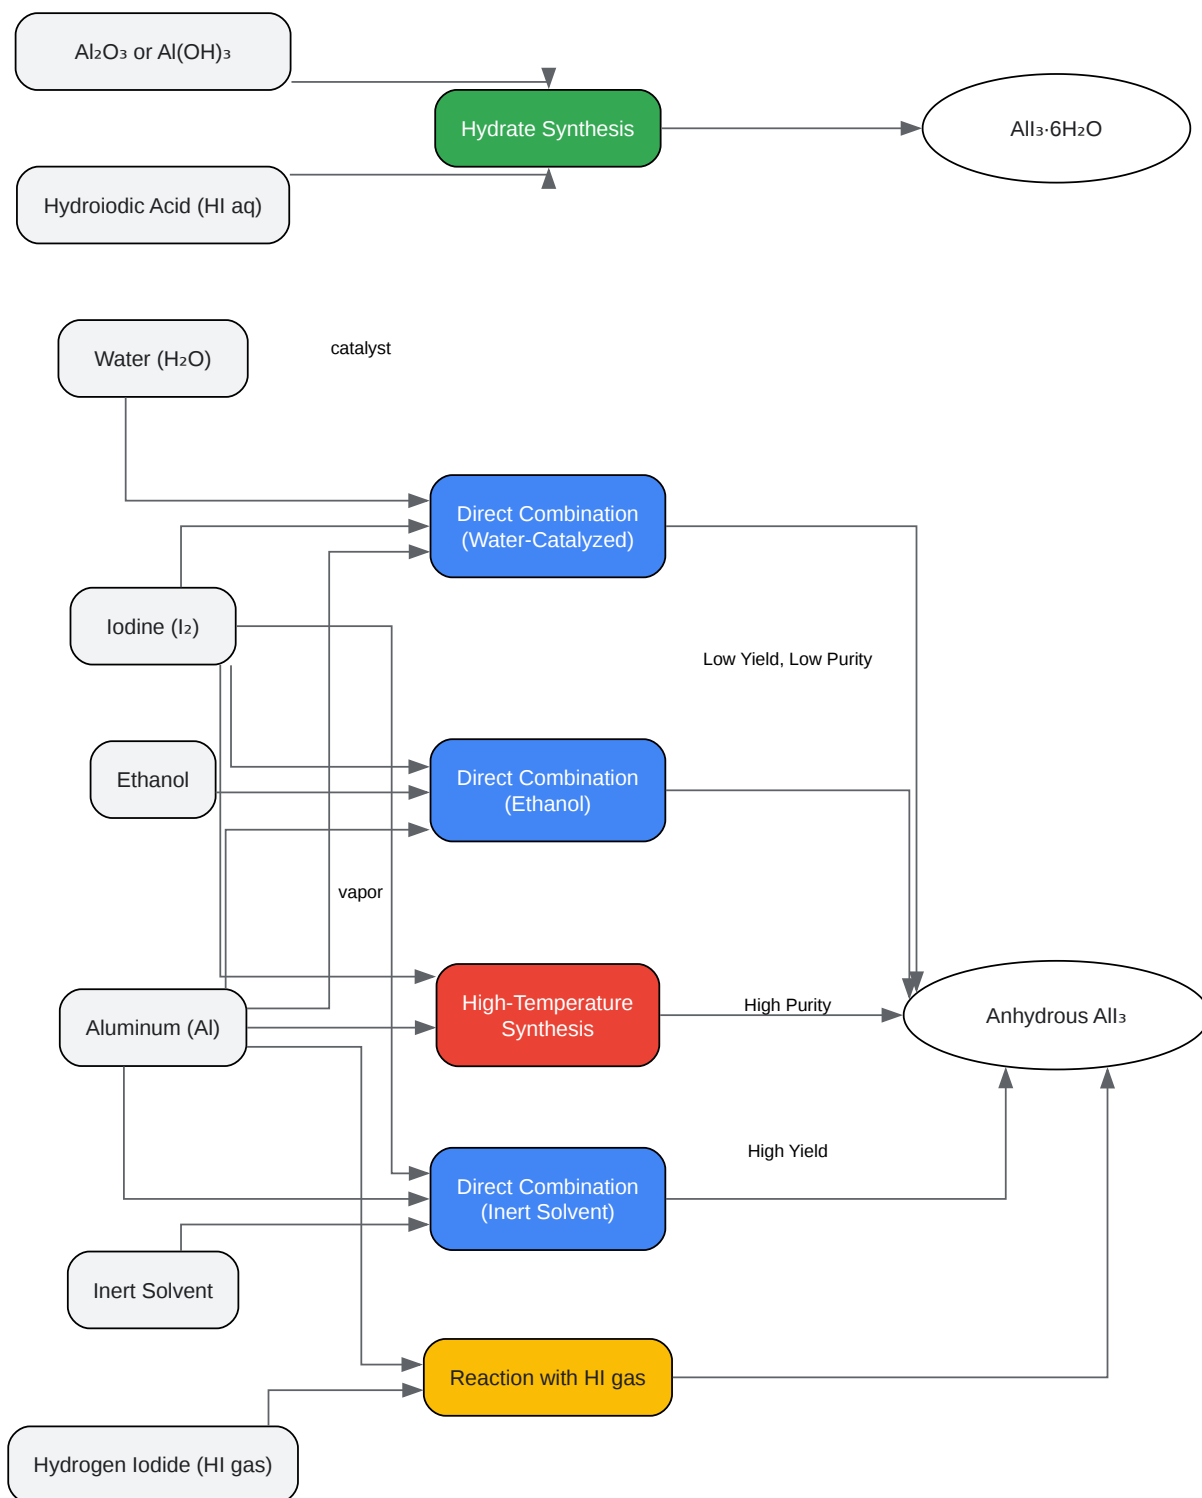 Al₂O₃ or Al(OH)₃
Hydrate Synthesis
AlI₃·6H₂O
Hydroiodic Acid (HI aq)
Water (H₂O)
catalyst
Direct Combination
(Water-Catalyzed)
Iodine (I₂)
Low Yield, Low Purity
Ethanol
Direct Combination
(Ethanol)
vapor
Aluminum (Al)
High-Temperature
Synthesis
High Purity
Anhydrous AlI₃
High Yield
Direct Combination
(Inert Solvent)
Inert Solvent
Reaction with HI gas
Hydrogen Iodide (HI gas)